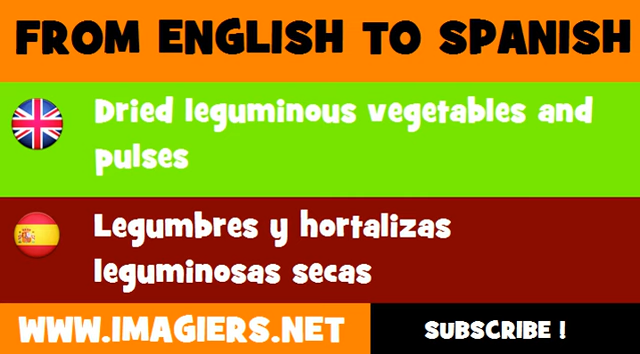 FROM ENGLISH TO SPANISH
Dried leguminous vegetables and
pulses
Legumbres y hortalizas
leguminosas secas
WWW.IMAGIERS.NET
SUBSCRIBE !